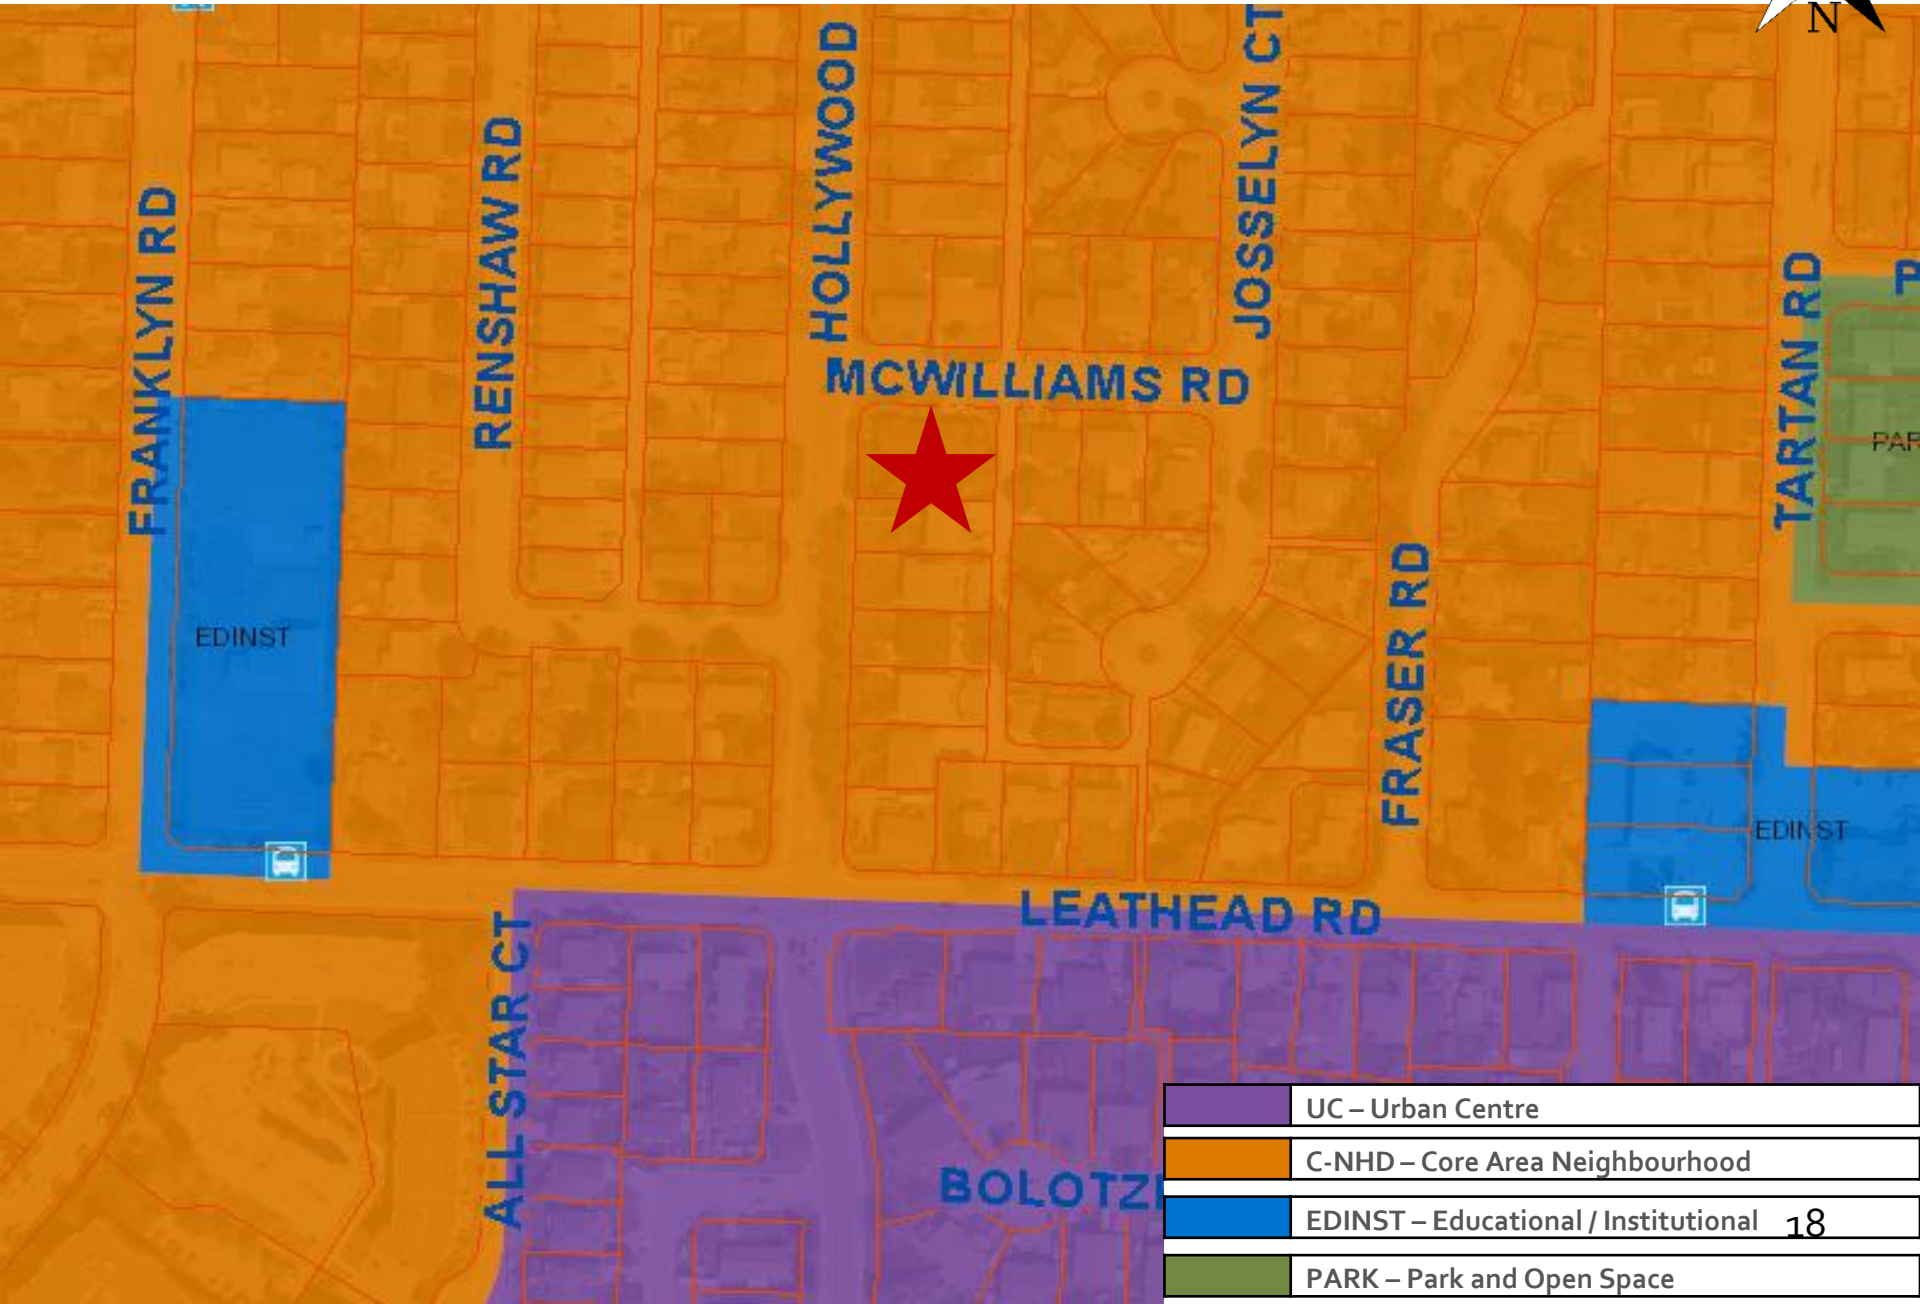 N
HOLLYWOOD
JOSSELYN CT
RENSHAW RD
FRANKLYN RD
TARTAN RD
MCWILLIAMS RD
EDINST
FRASER RD
EDINST
LEATHEAD RD
ALL STAR CT
UC – Urban Centre
C-NHD – Core Area Neighbourhood
EDINST – Educational / Institutional
18
PARK – Park and Open Space